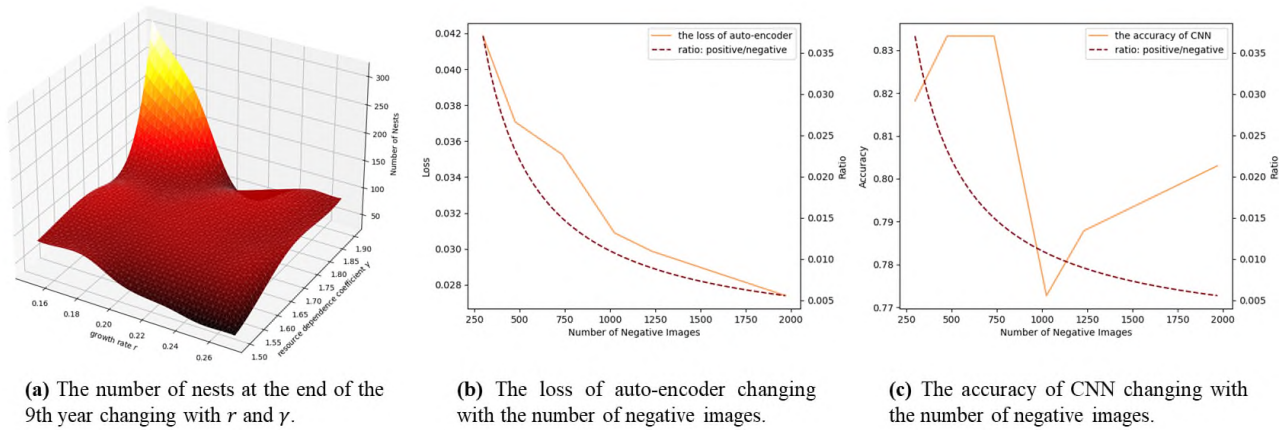 300
250
200
150
100
50
Number of Nests
0.16
0.18
0.20
0.22
0.24
0.26
growth rate r
1.50
1.55
1.60
1.65
1.70
1.75
1.80
1.85
1.90
resource dependence coefficient γ
the loss of auto-encoder
ratio: positive/negative
0.042
0.040
0.038
0.036
0.034
0.032
0.030
0.028
Loss
0.035
0.030
0.025
0.020
0.015
0.010
0.005
Ratio
250 500 750 1000 1250 1500 1750 2000
Number of Negative Images
the accuracy of CNN
ratio: positive/negative
0.83
0.82
0.81
0.80
0.79
0.78
0.77
Accuracy
0.035
0.030
0.025
0.020
0.015
0.010
0.005
Ratio
250 500 750 1000 1250 1500 1750 2000
Number of Negative Images
(a) The number of nests at the end of the
9th year changing with r and γ.
(b) The loss of auto-encoder changing
with the number of negative images.
(c) The accuracy of CNN changing with
the number of negative images.